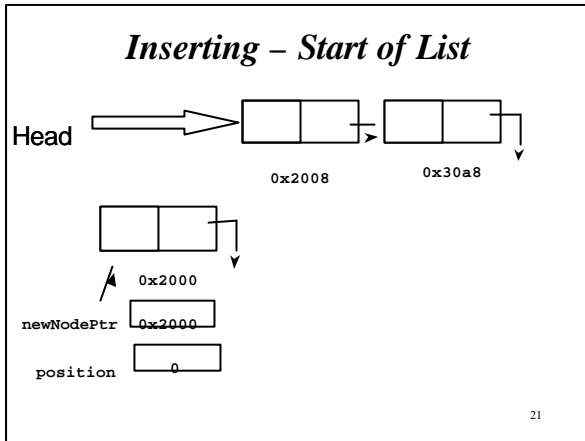 Inserting – Start of List
Head
0x2008
0x30a8
0x2000
newNodePtr 0x2000
position 0
21